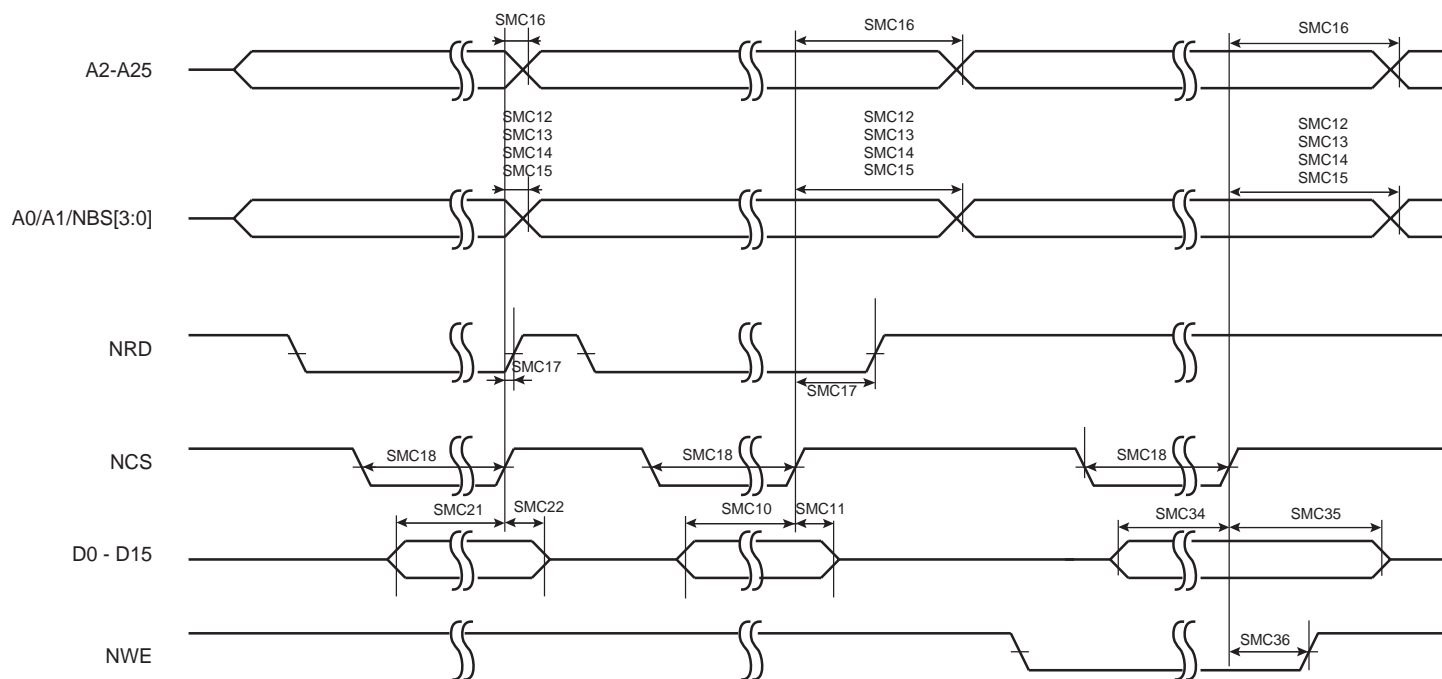 SMC16
SMC16
SMC16
A2-A25
SMC12
SMC13
SMC14
SMC15
SMC12
SMC13
SMC14
SMC15
SMC12
SMC13
SMC14
SMC15
A0/A1/NBS[3:0]
NRD
SMC17
SMC17
NCS
SMC18
SMC18
SMC18
SMC21
SMC22
SMC10
SMC11
SMC34
SMC35
D0 - D15
NWE
SMC36